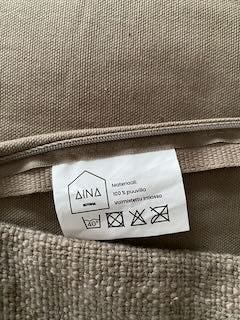 AINA
Materiaali:
100 % puuvilla
Valmistettu Intiassa
40°